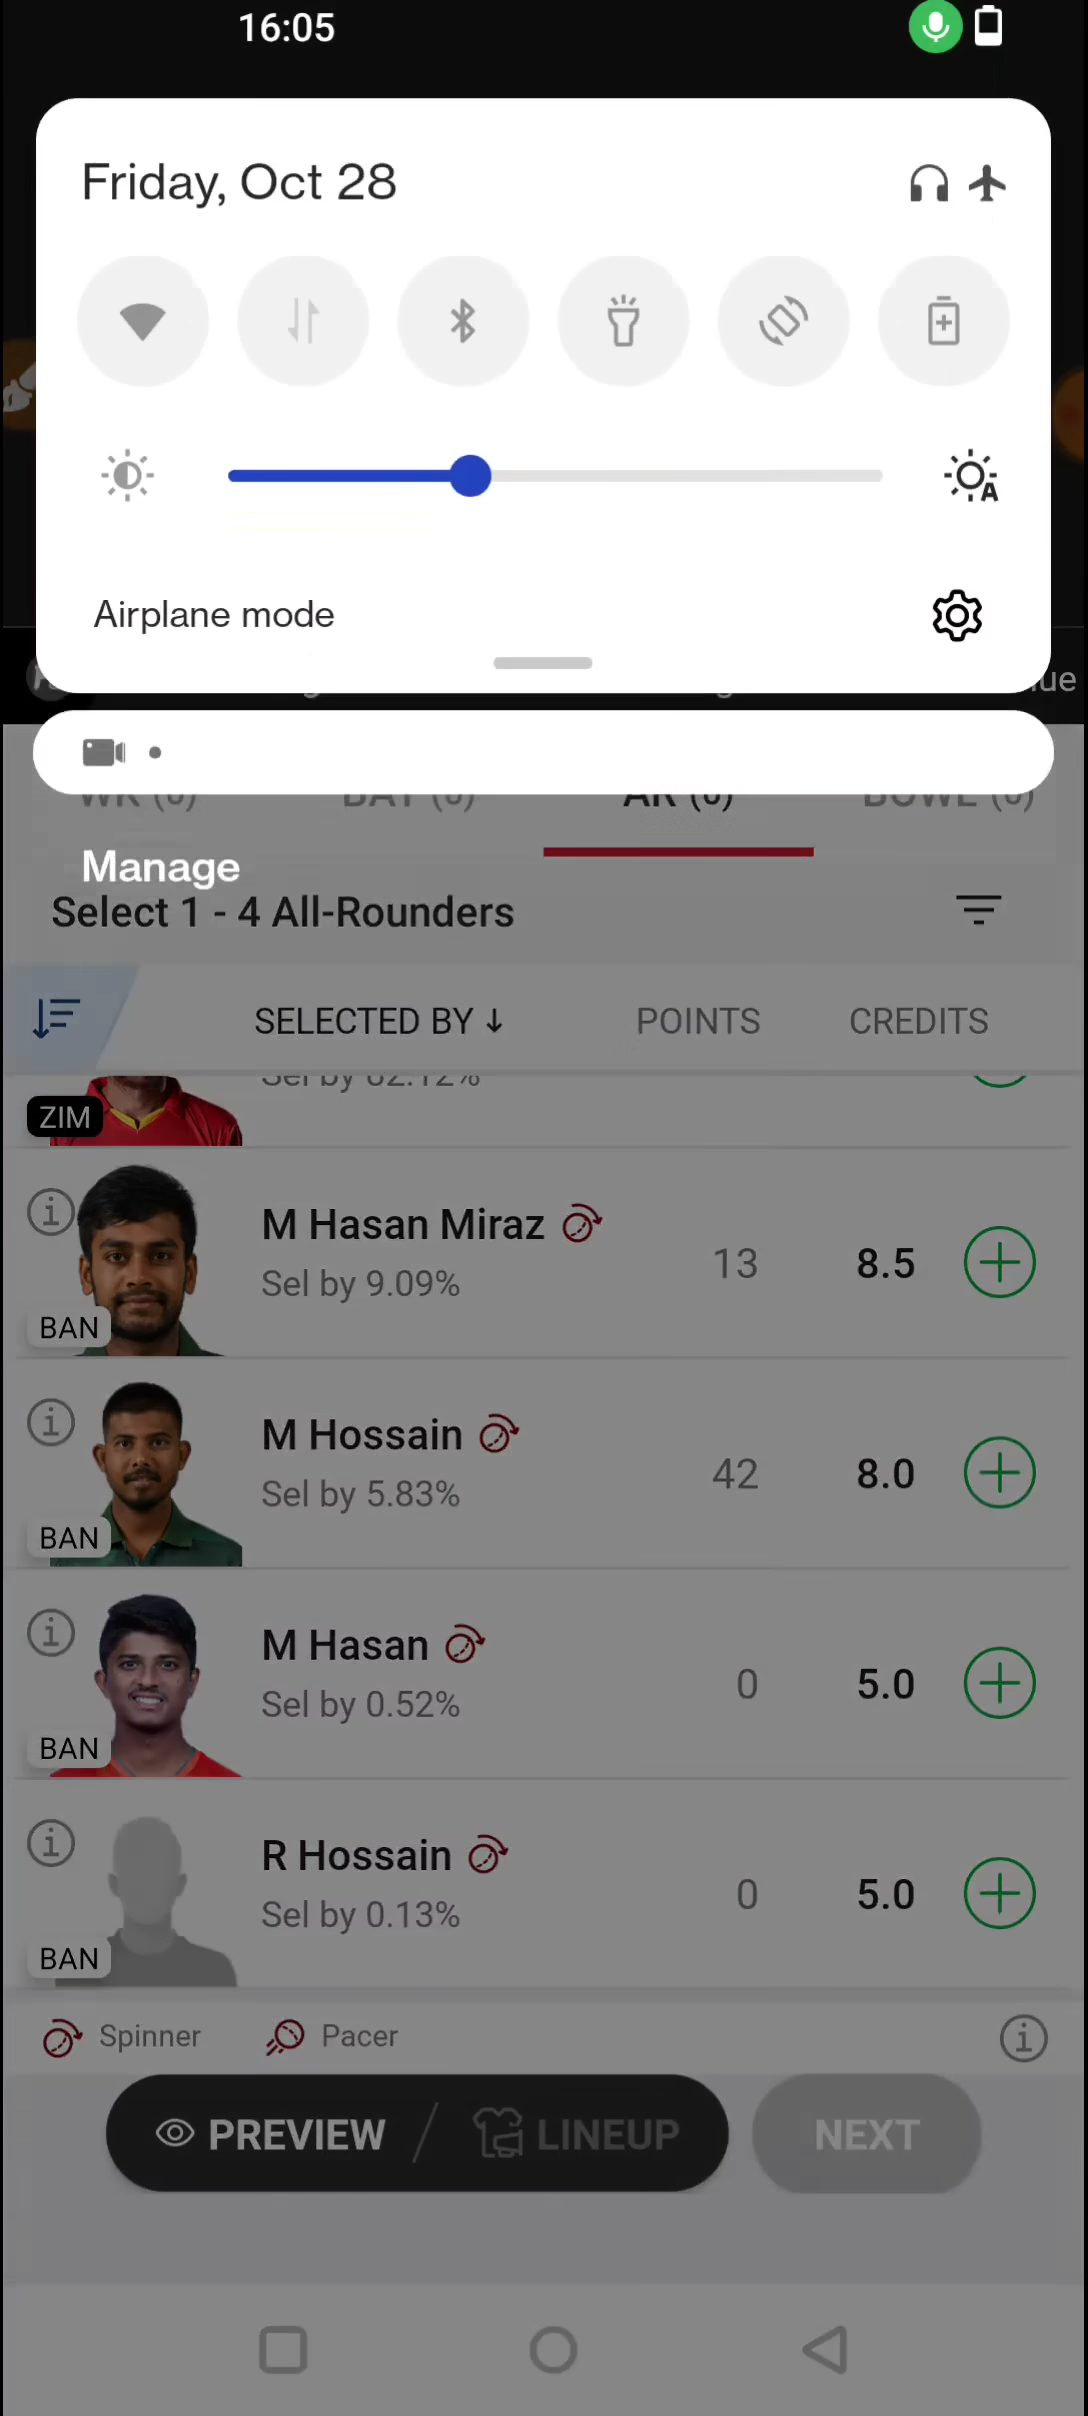 16:05
Friday, Oct 28
Airplane mode
Manage
Select 1 - 4 All-Rounders
SELECTED BY ↓ POINTS CREDITS
ZIM
M Hasan Miraz
Sel by 9.09%
13 8.5
BAN
M Hossain
Sel by 5.83%
42 8.0
BAN
M Hasan
Sel by 0.52%
0 5.0
BAN
R Hossain
Sel by 0.13%
0 5.0
BAN
Spinner Pacer
PREVIEW / LINEUP NEXT